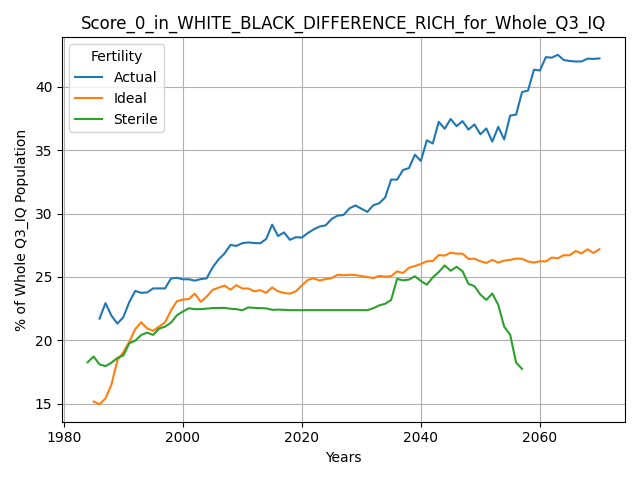 Score_0_in_WHITE_BLACK_DIFFERENCE_RICH_for_Whole_Q3_IQ
Fertility
Actual
Ideal
Sterile
% of Whole Q3_IQ Population
40
35
30
25
20
15
1980
2000
2020
2040
2060
Years